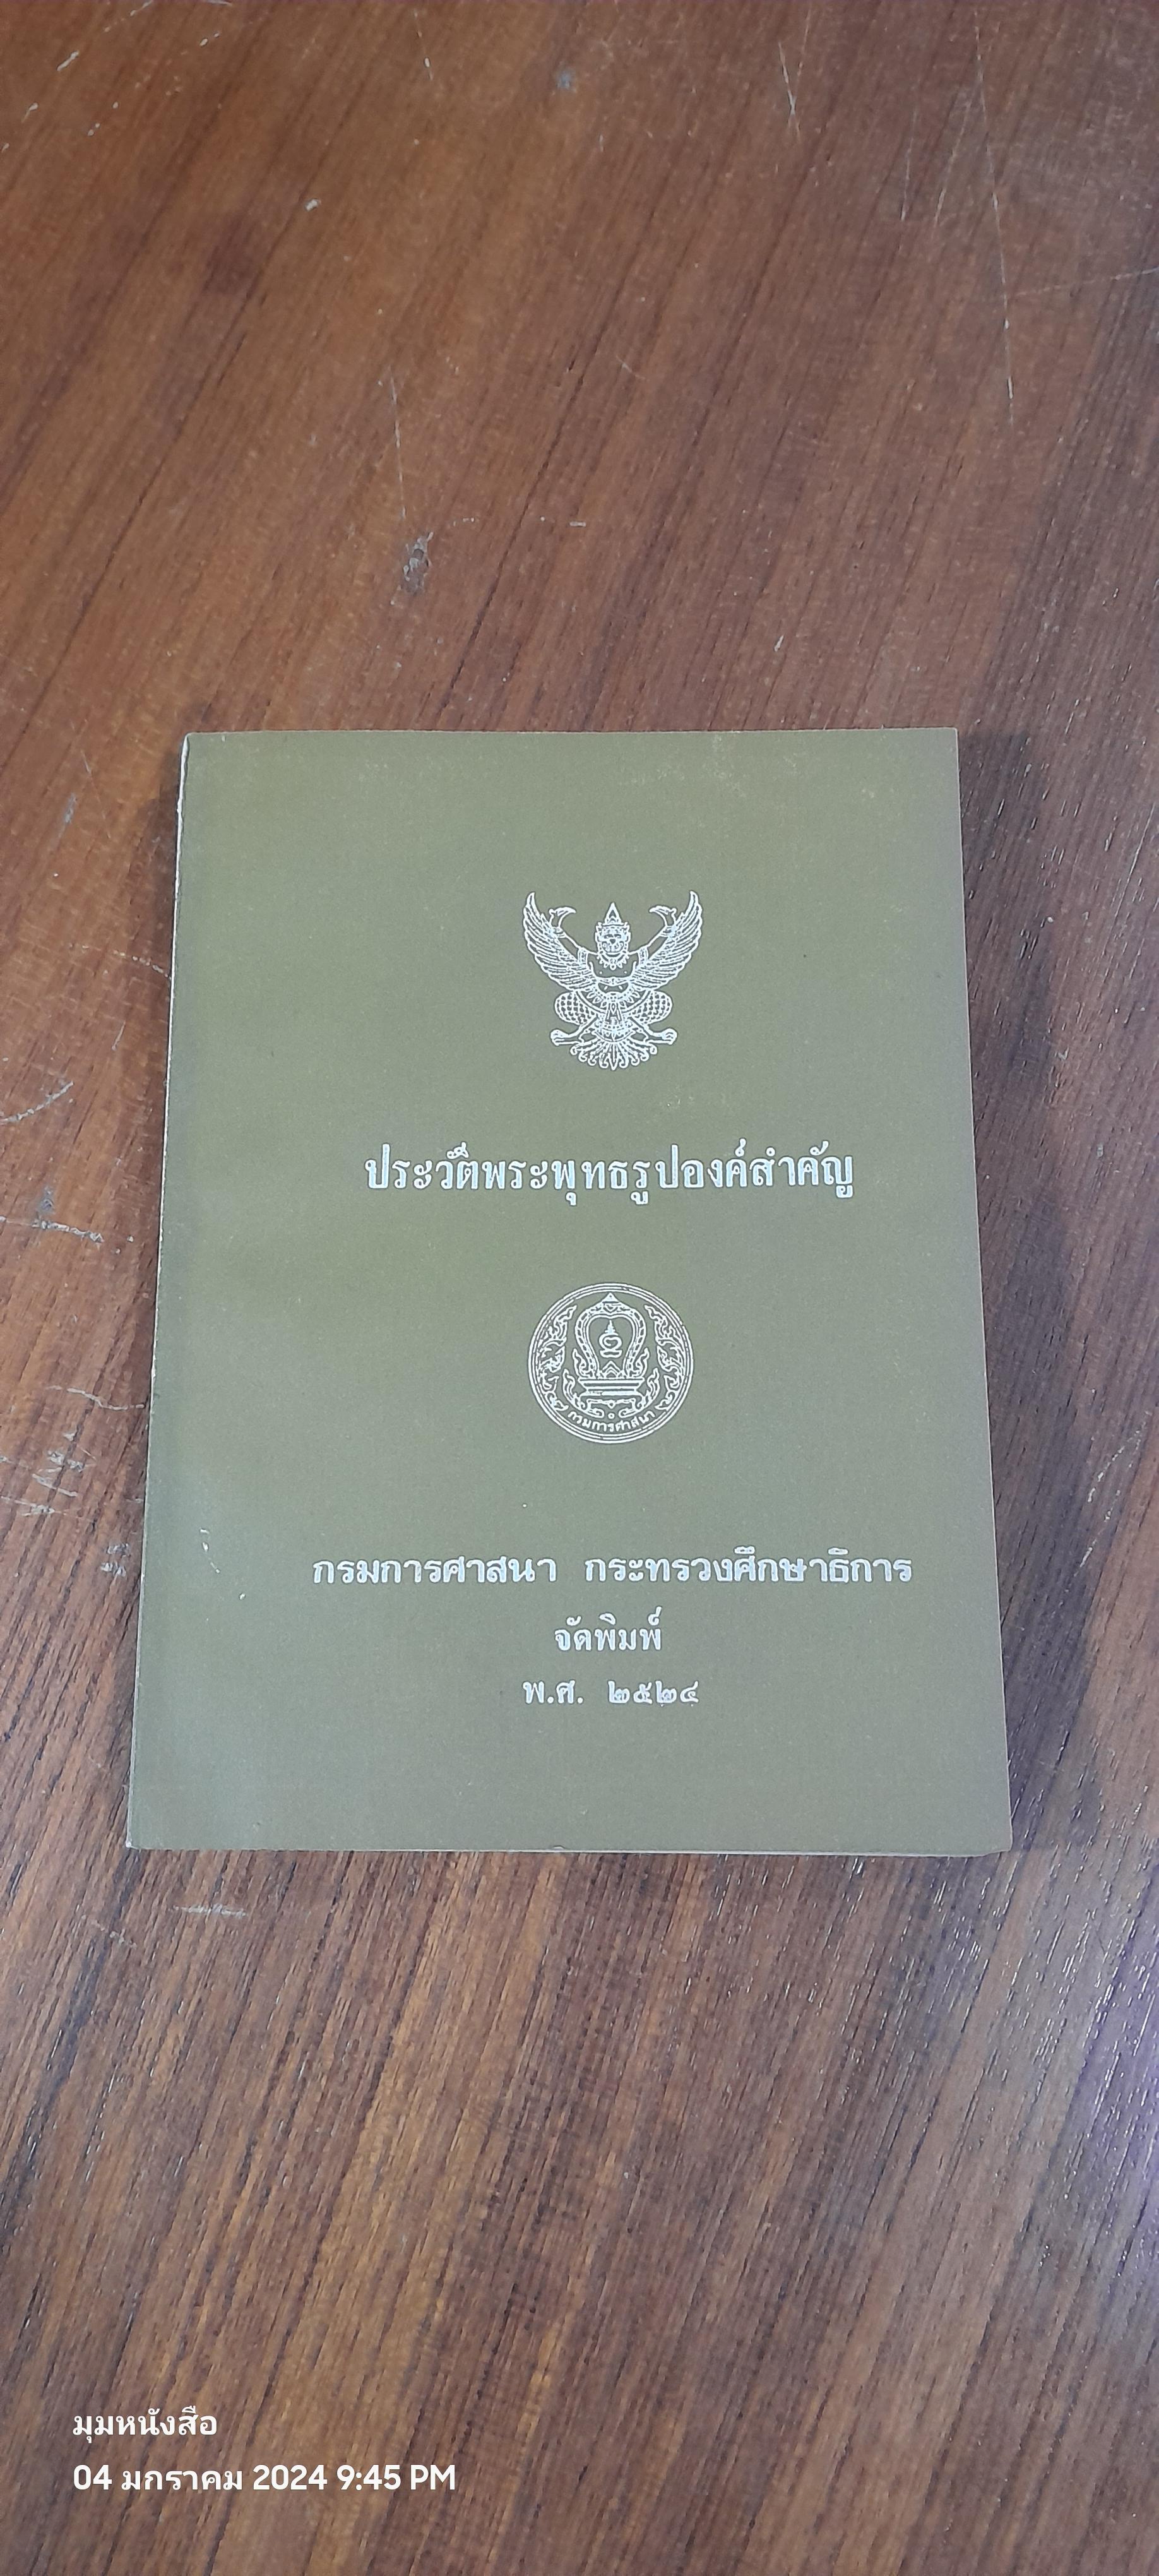 ประวัติพระพุทธรูปองค์สำคัญ
กรมการศาสนา
กรมการศาสนา กระทรวงศึกษาธิการ
จัดพิมพ์
พ.ศ. ๒๕๒๔
มุมหนังสือ
04 มกราคม 2024 9:45 PM